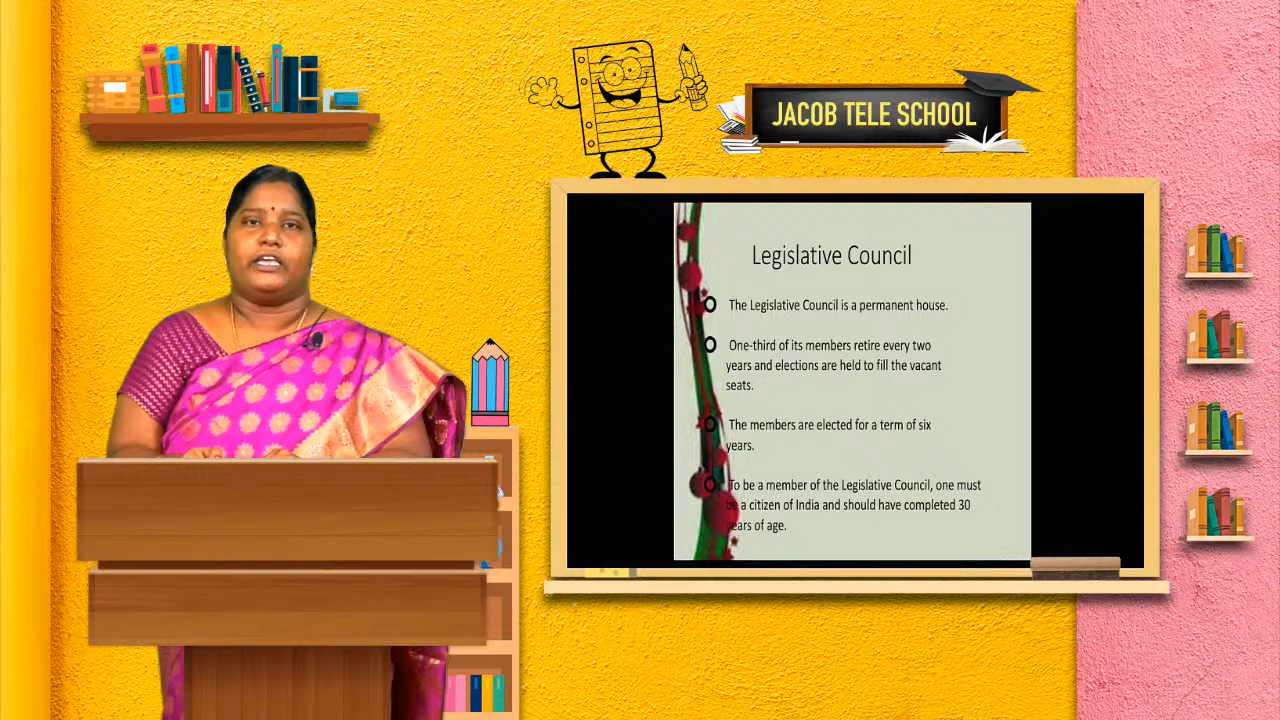 JACOB TELE SCHOOL
Legislative Council
The Legislative Council is a permanent house.
One-third of its members retire every two
years and elections are held to fill the vacant
seats.
The members are elected for a term of six
years.
To be a member of the Legislative Council, one must
be a citizen of India and should have completed 30
years of age.